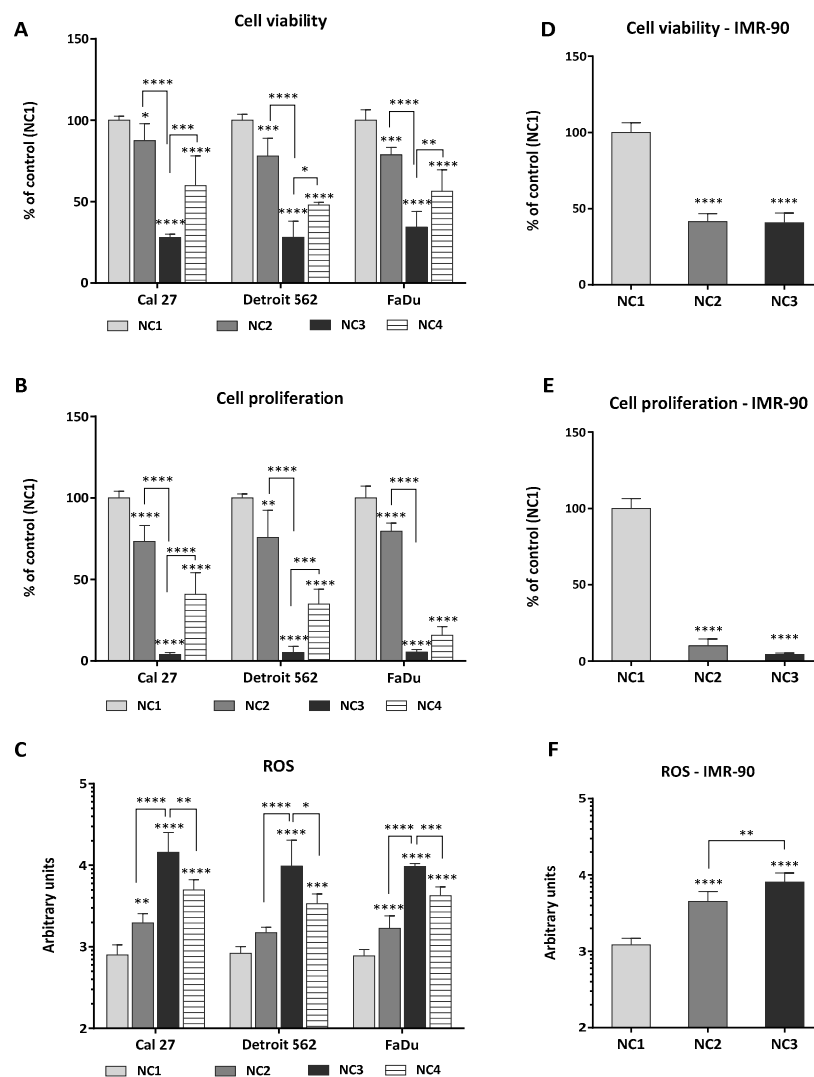 A
Cell viability
150
100
50
0
% of control (NC1)
****
*
***
****
****
****
***
*
****
****
****
***
**
****
****
Cal 27
Detroit 562
FaDu
NC1
NC2
NC3
NC4
D
Cell viability - IMR-90
150
100
50
0
% of control (NC1)
****
****
NC1
NC2
NC3
B
Cell proliferation
150
100
50
0
% of control (NC1)
****
****
****
****
****
****
**
***
****
****
****
****
****
****
Cal 27
Detroit 562
FaDu
NC1
NC2
NC3
NC4
E
Cell proliferation - IMR-90
150
100
50
0
% of control (NC1)
****
****
NC1
NC2
NC3
C
ROS
5
4
3
2
Arbitrary units
****
**
****
****
**
****
*
****
***
****
***
****
****
****
Cal 27
Detroit 562
FaDu
NC1
NC2
NC3
NC4
F
ROS - IMR-90
5
4
3
2
Arbitrary units
**
****
****
NC1
NC2
NC3